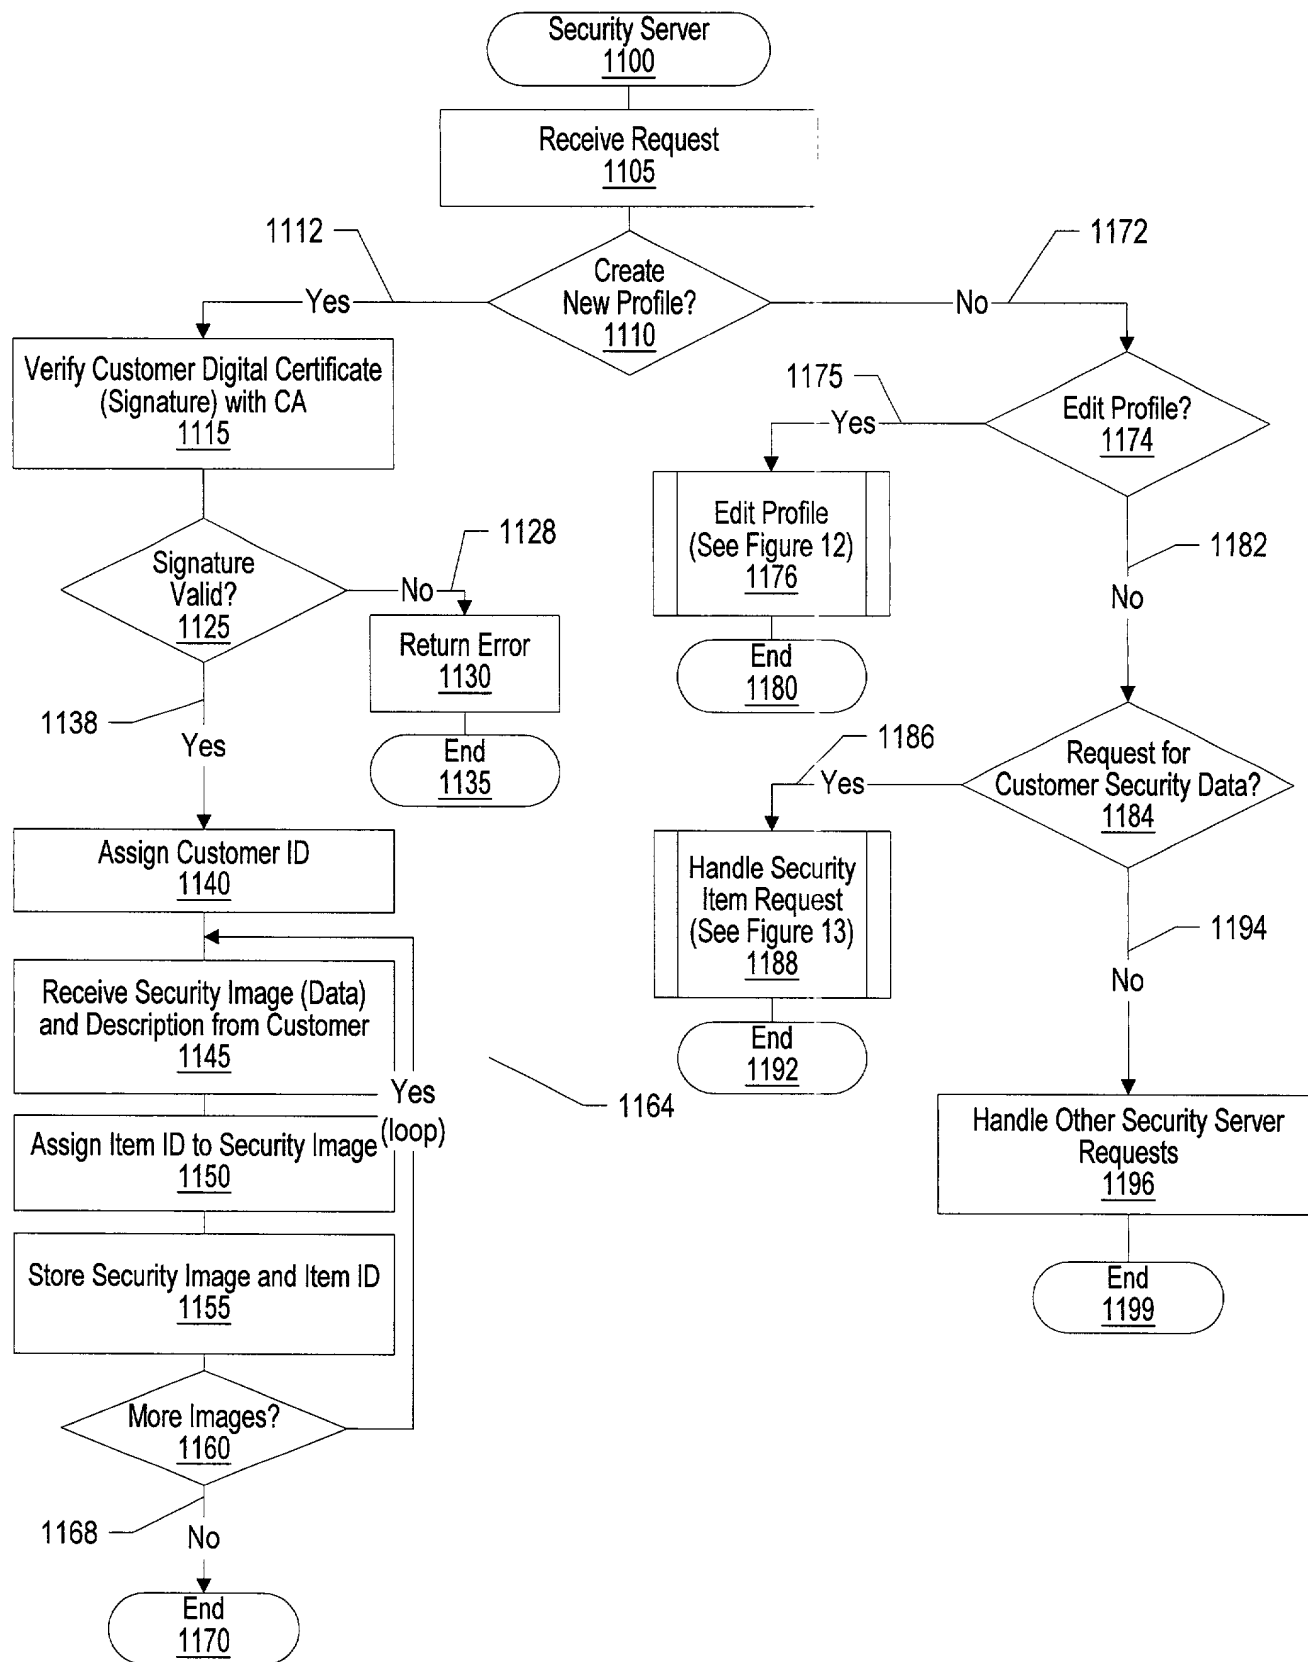 Security Server
1100
Receive Request
1105
1112
1172
Create
New Profile?
1110
Yes
No
Verify Customer Digital Certificate
(Signature) with CA
1115
1175
Edit Profile?
1174
Yes
Edit Profile
(See Figure 12)
1176
1182
No
End
1180
Signature
Valid?
1125
1128
No
Return Error
1130
End
1135
1138
Yes
1186
Request for
Customer Security Data?
1184
Yes
Handle Security
Item Request
(See Figure 13)
1188
1194
No
End
1192
Assign Customer ID
1140
Receive Security Image (Data)
and Description from Customer
1145
Yes
(loop)
1164
Assign Item ID to Security Image
1150
Handle Other Security Server
Requests
1196
Store Security Image and Item ID
1155
End
1199
More Images?
1160
1168
No
End
1170